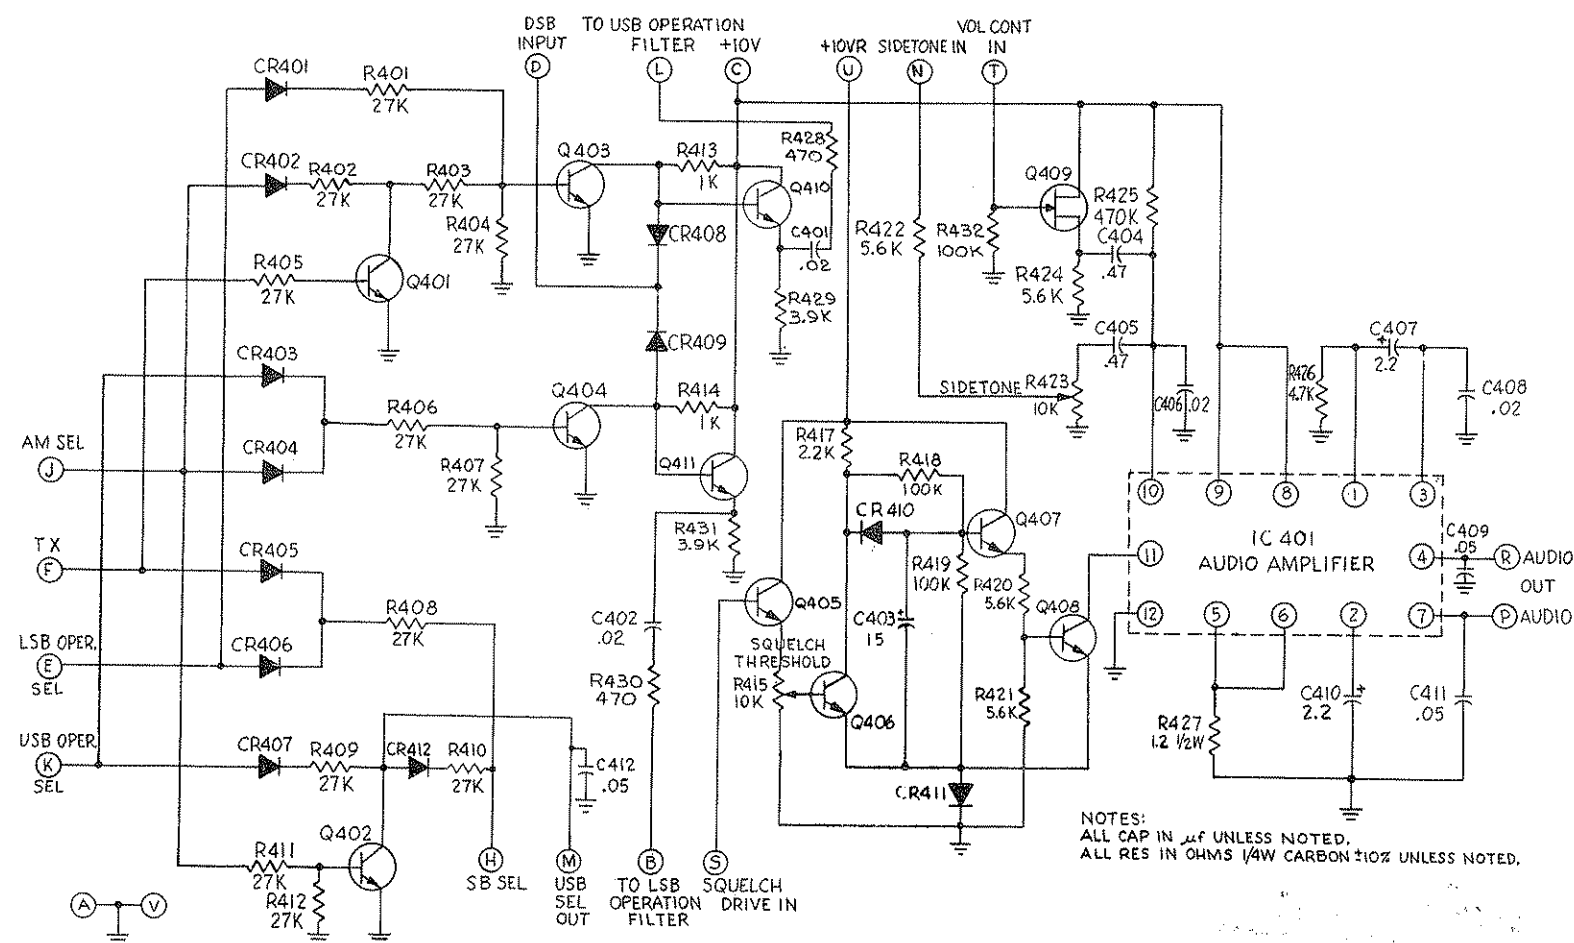 DSB INPUT
D
TO USB OPERATION FILTER
L
+10V
C
+10VR
U
SIDETONE IN
N
VOL CONT IN
T
CR401
R401
27K
CR402
R402
27K
R403
27K
R404
27K
R405
27K
Q401
Q403
R413
1K
CR408
Q410
R428
470
C401
.02
R429
3.9K
R422
5.6K
R432
100K
Q409
R425
470K
C404
.47
R424
5.6K
CR403
R406
27K
CR409
Q404
R414
1K
C405
.47
SIDETONE
R423
10K
C406 .02
R426
4.7K
C407
+
2.2
C408
.02
AM SEL
J
CR404
R407
27K
Q411
R431
3.9K
R417
2.2K
R418
100K
CR410
Q407
10
9
8
1
3
IC 401
AUDIO AMPLIFIER
11
12
5
6
2
4
7
C409
.05
R
AUDIO OUT
P
AUDIO
TX
F
CR405
R408
27K
C402
.02
Q405
R419
100K
R420
5.6K
Q408
C403
+
15
LSB OPER.
E
SEL
CR406
R430
470
SQUELCH THRESHOLD
R415
10K
Q406
R421
5.6K
R427
1.2 1/2W
C410
+
2.2
C411
.05
USB OPER.
K
SEL
CR407
R409
27K
CR412
R410
27K
C412
.05
CR411
Q402
R411
27K
R412
27K
H
SB SEL
M
USB SEL OUT
B
TO LSB OPERATION FILTER
S
SQUELCH DRIVE IN
A
V
NOTES:
ALL CAP IN µf UNLESS NOTED.
ALL RES IN OHMS 1/4W CARBON ±10% UNLESS NOTED.